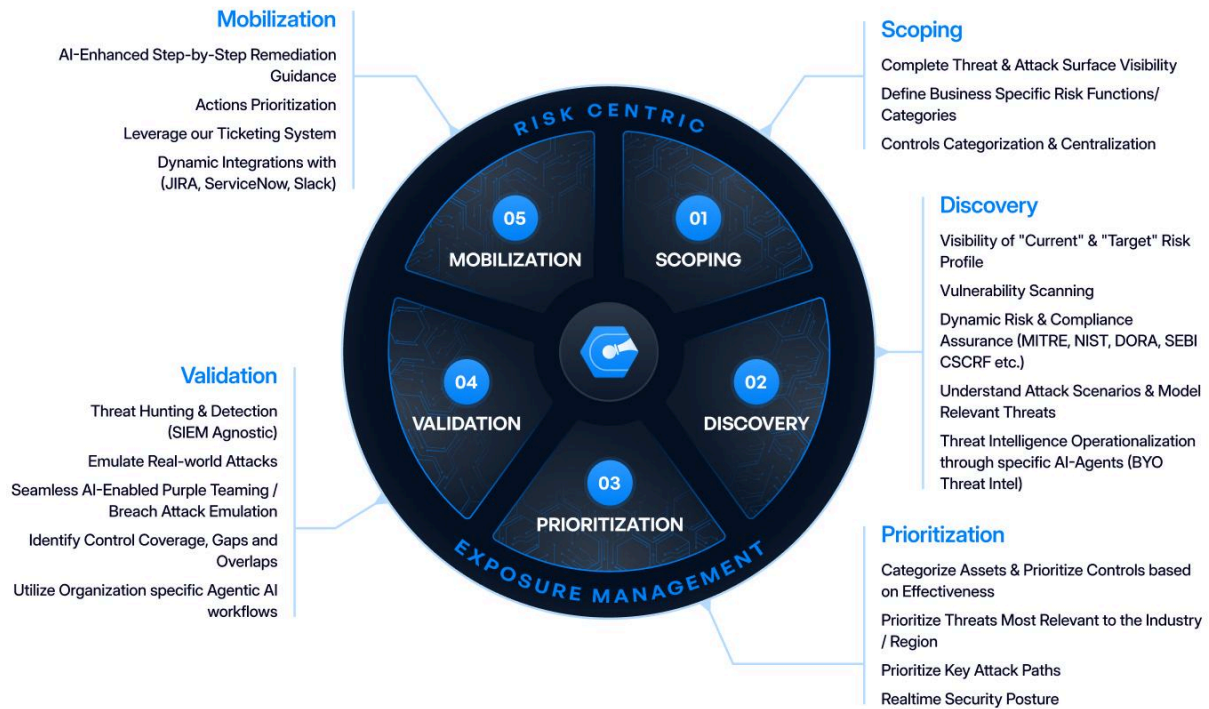 Mobilization
AI-Enhanced Step-by-Step Remediation
Guidance
Actions Prioritization
Leverage our Ticketing System
Dynamic Integrations with
(JIRA, ServiceNow, Slack)
Scoping
Complete Threat & Attack Surface Visibility
Define Business Specific Risk Functions/
Categories
Controls Categorization & Centralization
RISK CENTRIC
05
MOBILIZATION
01
SCOPING
04
VALIDATION
02
DISCOVERY
03
PRIORITIZATION
EXPOSURE MANAGEMENT
Discovery
Visibility of "Current" & "Target" Risk
Profile
Vulnerability Scanning
Dynamic Risk & Compliance
Assurance (MITRE, NIST, DORA, SEBI
CSCRF etc.)
Understand Attack Scenarios & Model
Relevant Threats
Threat Intelligence Operationalization
through specific AI-Agents (BYO
Threat Intel)
Validation
Threat Hunting & Detection
(SIEM Agnostic)
Emulate Real-world Attacks
Seamless AI-Enabled Purple Teaming /
Breach Attack Emulation
Identify Control Coverage, Gaps and
Overlaps
Utilize Organization specific Agentic AI
workflows
Prioritization
Categorize Assets & Prioritize Controls based
on Effectiveness
Prioritize Threats Most Relevant to the Industry
/ Region
Prioritize Key Attack Paths
Realtime Security Posture